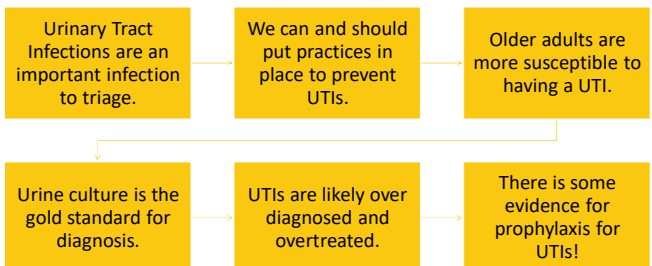 Urinary Tract
Infections are an
important infection
to triage.
We can and should
put practices in
place to prevent
UTIs.
Older adults are
more susceptible to
having a UTI.
Urine culture is the
gold standard for
diagnosis.
UTIs are likely over
diagnosed and
overtreated.
There is some
evidence for
prophylaxis for
UTIs!